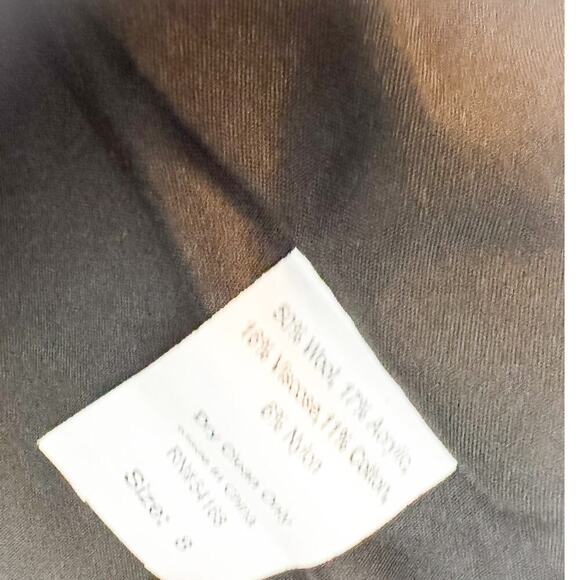 50% Wool, 17% Acrylic,
16% Viscose, 11% Cotton,
6% Nylon
Dry Clean Only
Made in China
Size: 8